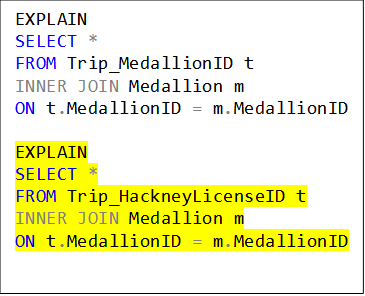 EXPLAIN
SELECT *
FROM Trip_MedallionID t
INNER JOIN Medallion m
ON t.MedallionID = m.MedallionID
EXPLAIN
SELECT *
FROM Trip_HackneyLicenseID t
INNER JOIN Medallion m
ON t.MedallionID = m.MedallionID